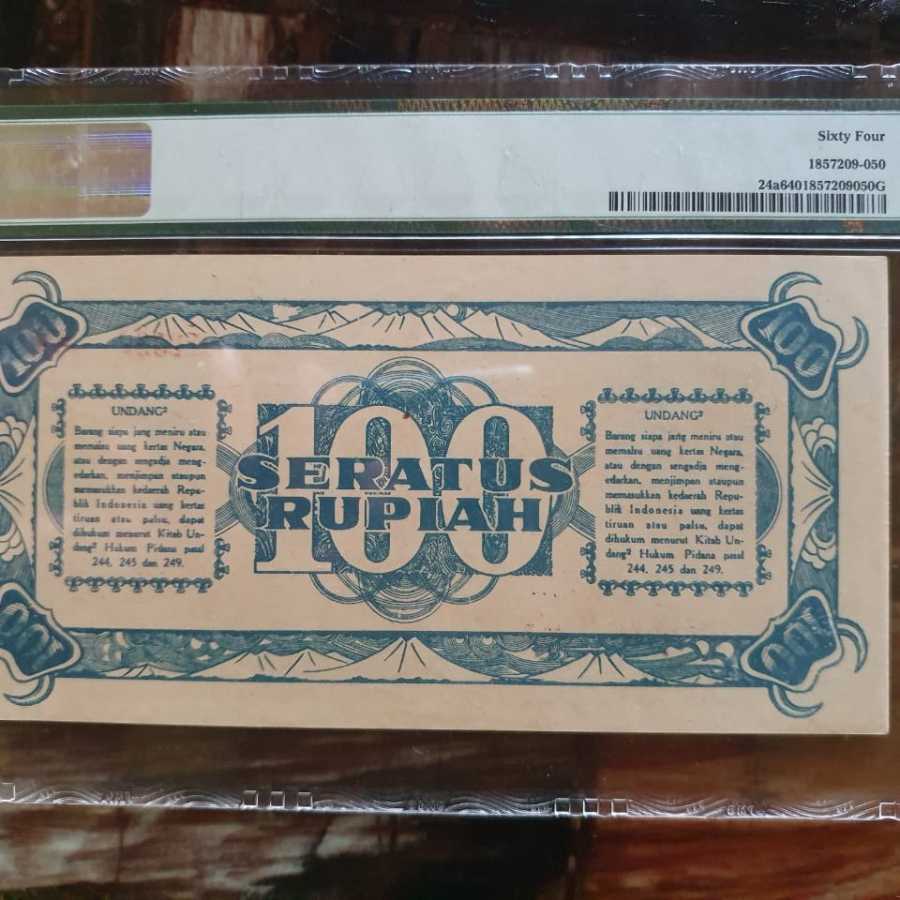 Sixty Four
1857209-050
24a6401857209050G
100
100
UNDANG²
Barang siapa jang meniru atau
memalsu uang kertas Negara,
atau dengan sengadja meng-
edarkan, menjimpan ataupun
memasukkan kedaerah Repu-
blik Indonesia uang kertas
tiruan atau palsu, dapat
dihukum menurut Kitab Un-
dang² Hukum Pidana pasal
244, 245 dan 249.
100
SERATUS
RUPIAH
UNDANG²
Barang siapa jang meniru atau
memalsu uang kertas Negara,
atau dengan sengadja meng-
edarkan, menjimpan ataupun
memasukkan kedaerah Repu-
blik Indonesia uang kertas
tiruan atau palsu, dapat
dihukum menurut Kitab Un-
dang² Hukum Pidana pasal
244, 245 dan 249.
100
100